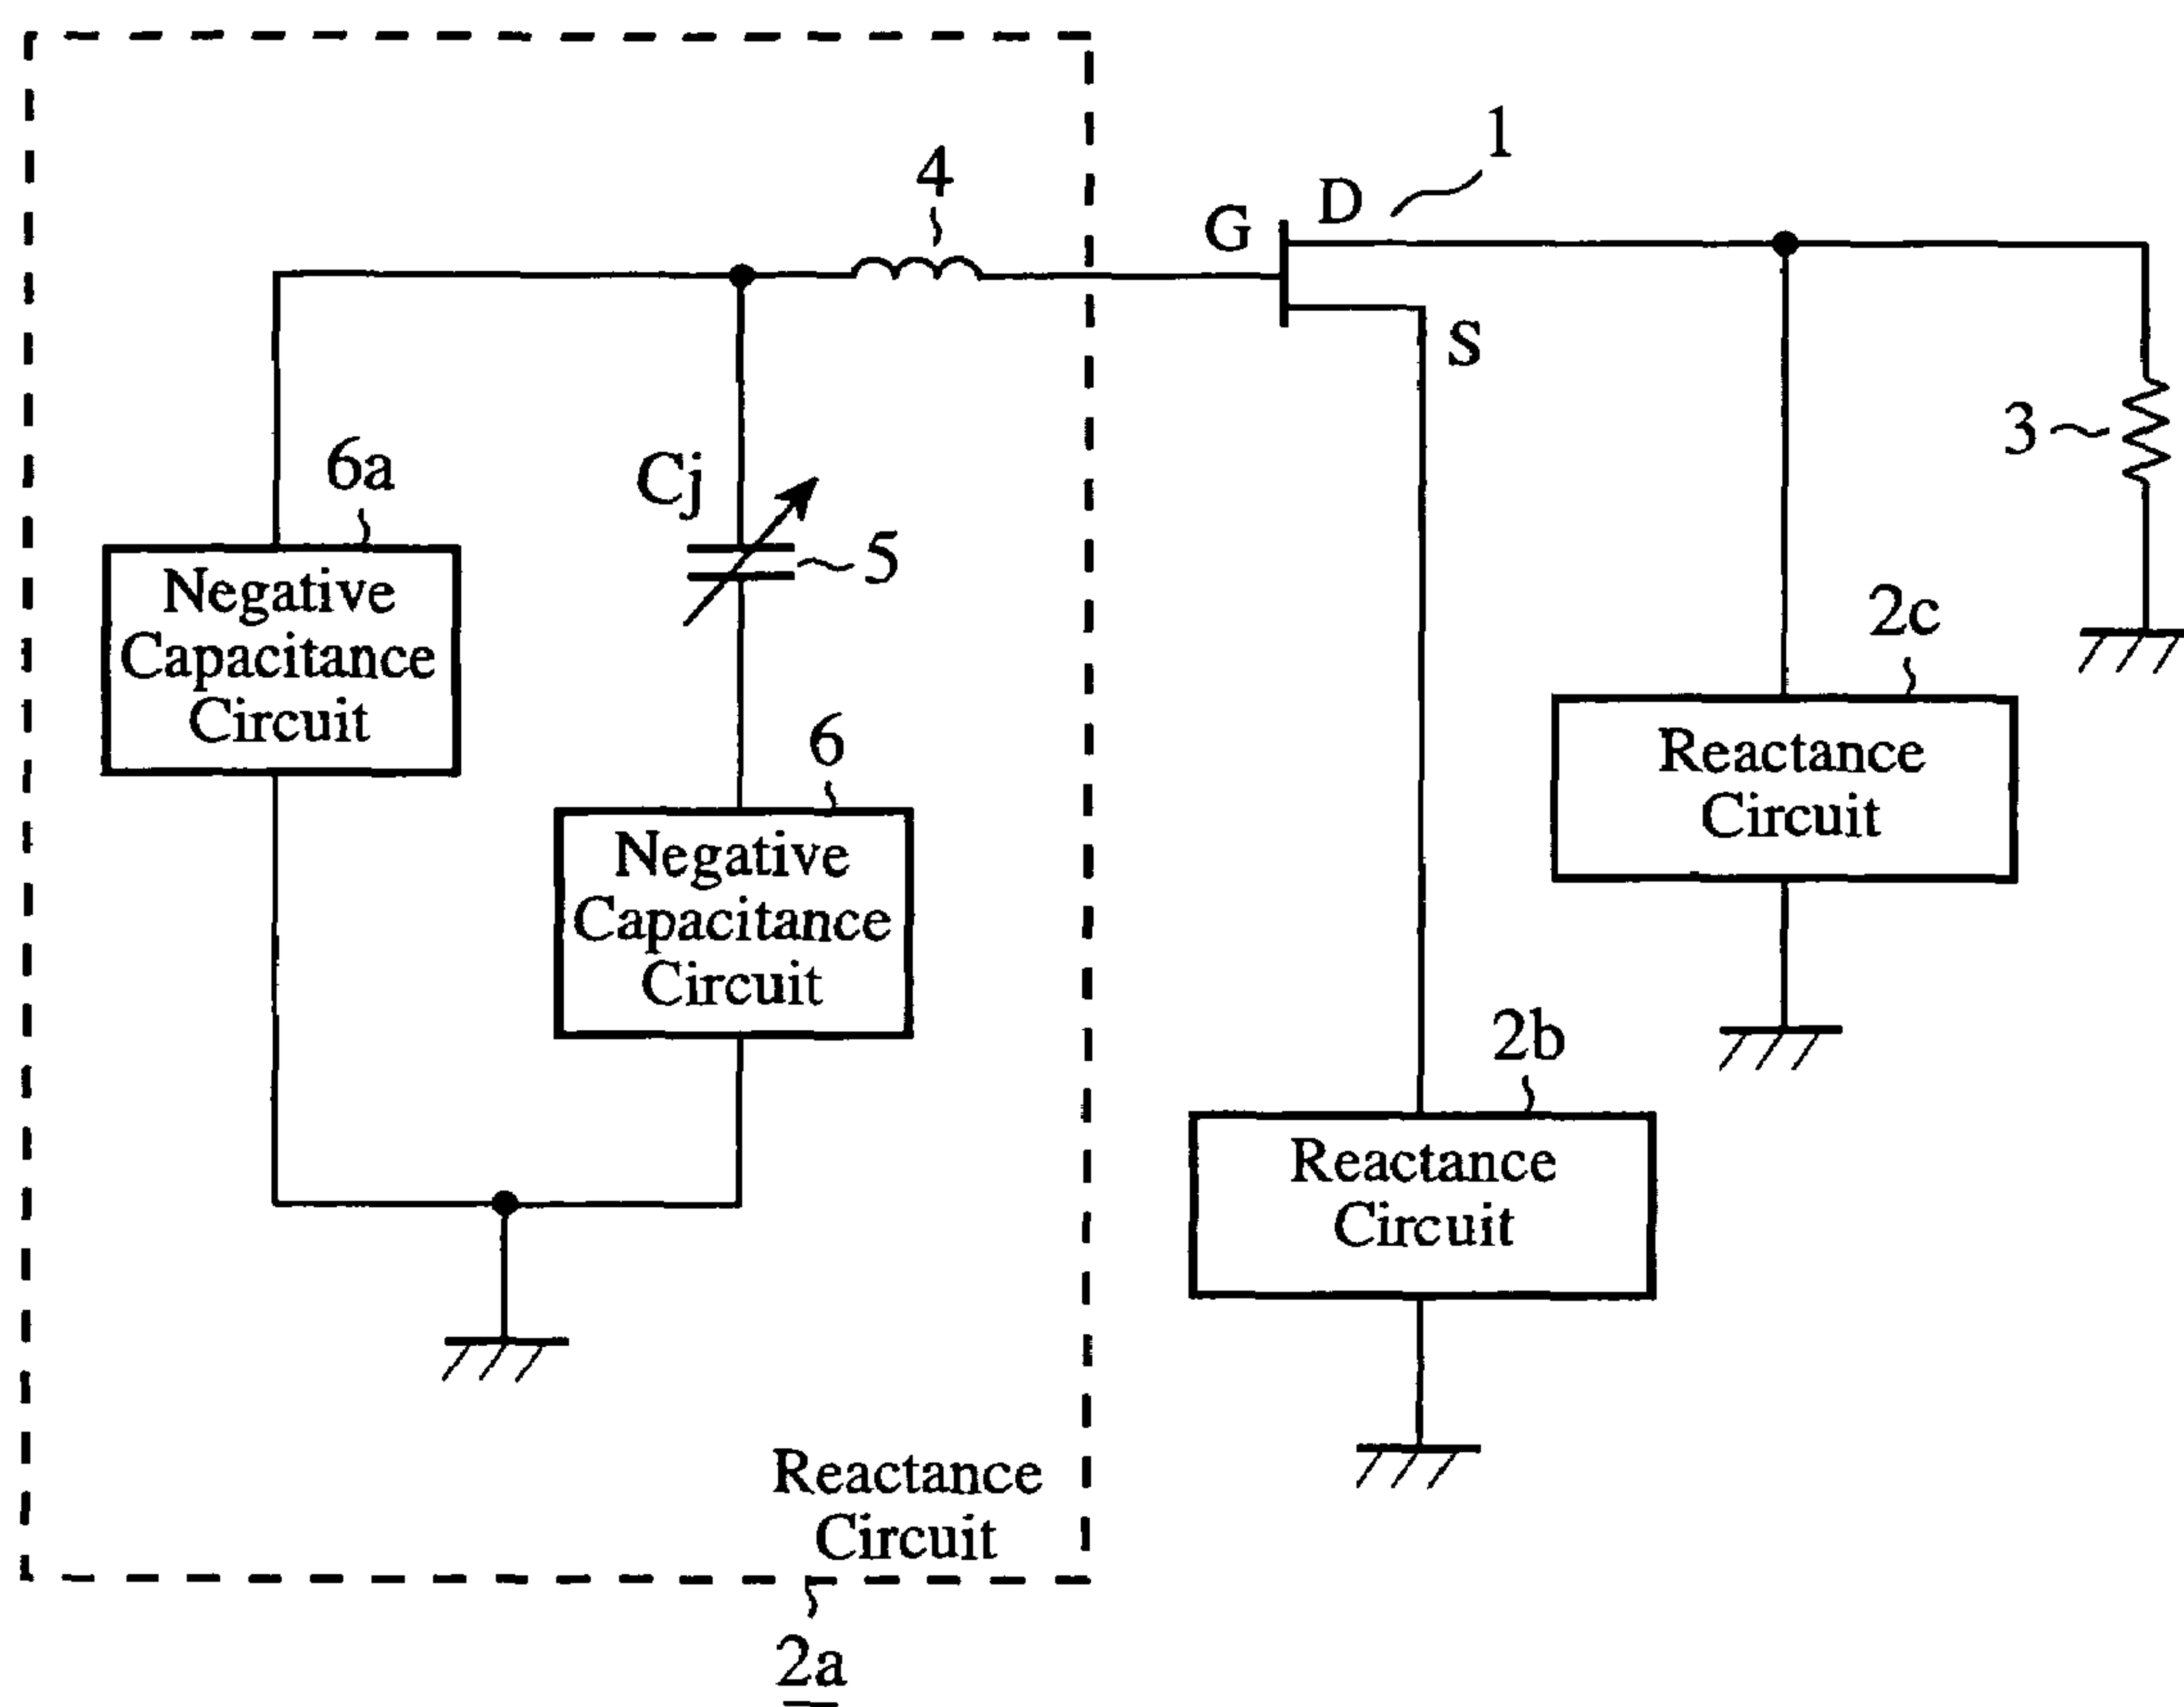 1
4
G
D
S
3
6a
Cj
5
Negative
Capacitance
Circuit
2c
6
Reactance
Circuit
Negative
Capacitance
Circuit
2b
Reactance
Circuit
Reactance
Circuit
2a